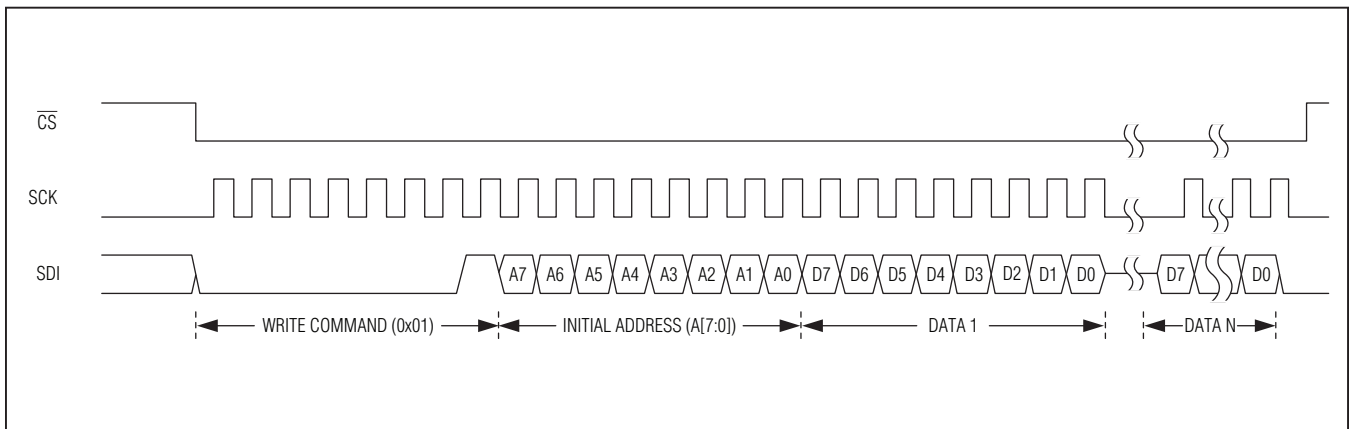 CS
SCK
SDI
A7 A6 A5 A4 A3 A2 A1 A0 D7 D6 D5 D4 D3 D2 D1 D0 D7 D0
WRITE COMMAND (0x01) INITIAL ADDRESS (A[7:0]) DATA 1 DATA N